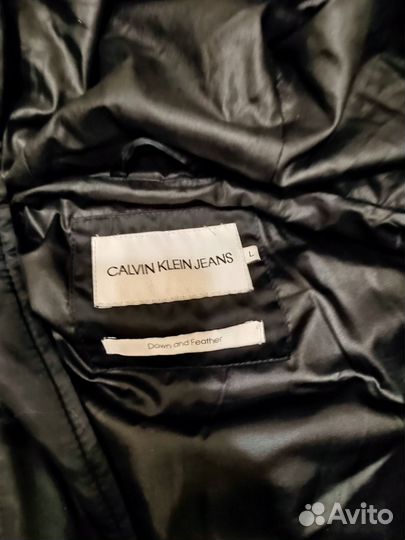 CALVIN KLEIN JEANS
L
Down and Feather
Avito